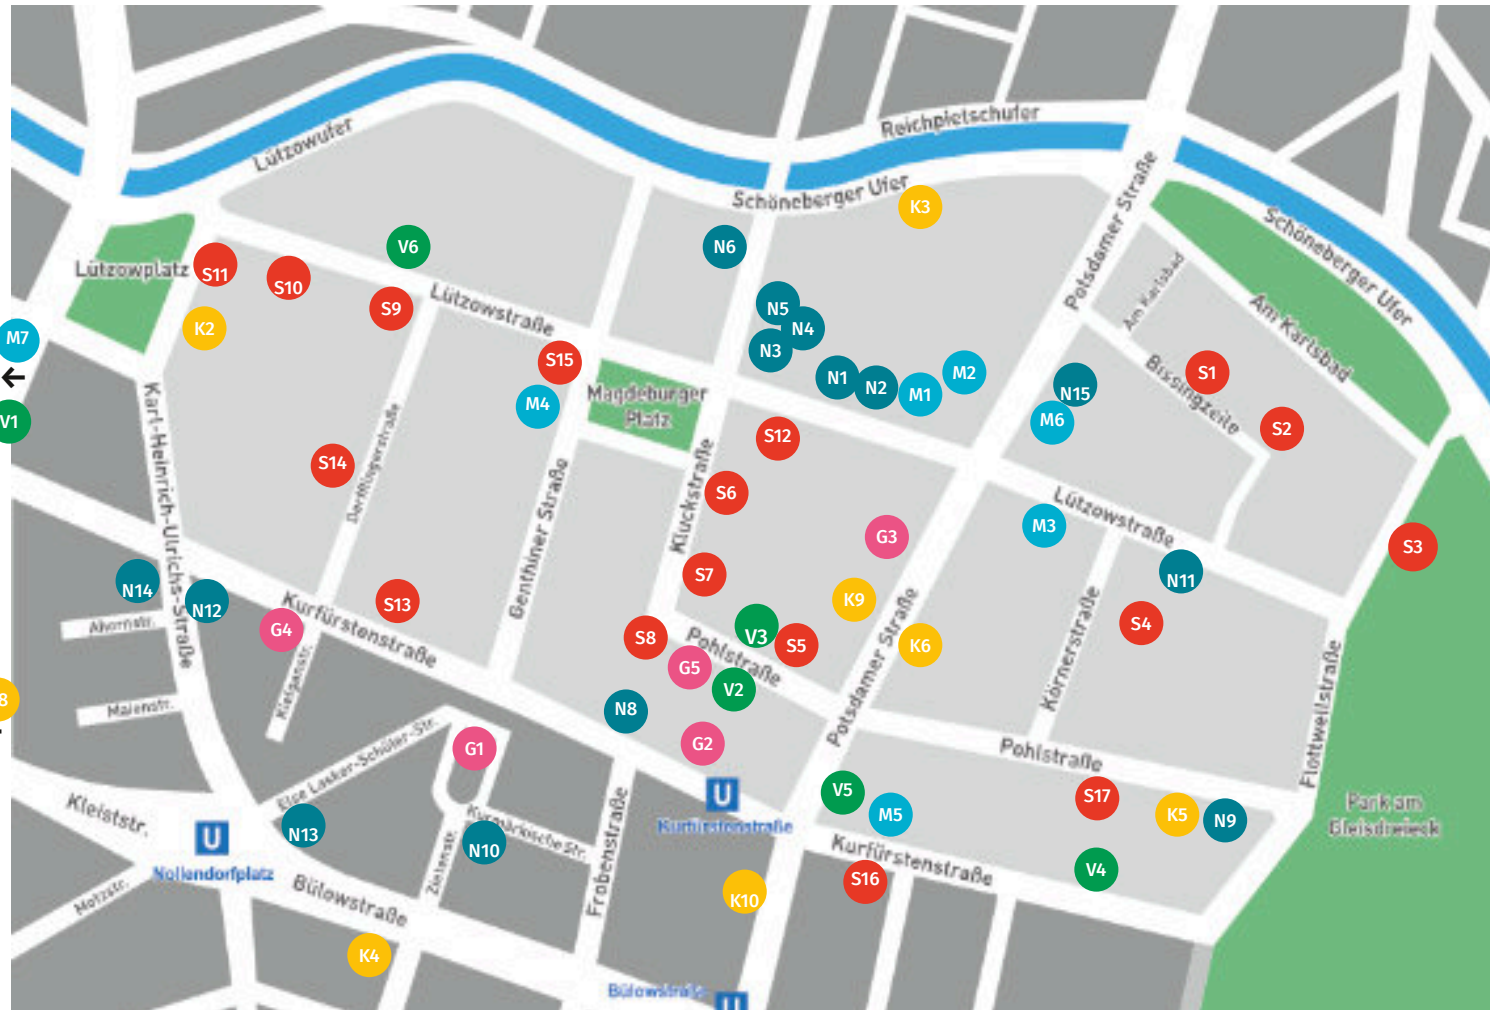 Reichpietschufer
Lützowufer
Schöneberger Ufer
K3
Potsdamer Straße
Schöneberger Ufer
V6
N6
S11
Lützowplatz
S10
Am Karlsbad
Am Karlsbad
S9
Lützowstraße
N5
N4
K2
M7
N3
S15
Bissingzeile
S1
M2
N1
N2
M1
N15
Magdeburger
Platz
M4
V1
M6
S2
S12
Karl-Heinrich-Ulrichs-Straße
Derfflingerstraße
S14
Genthiner Straße
Kluckstraße
S6
Lützowstraße
M3
G3
S3
N14
N12
S7
N11
Kurfürstenstraße
S13
K9
Ahornstr.
G4
V3
S8
S5
Pohlstraße
Potsdamer Straße
K6
Körnerstraße
S4
G5
V2
Kielganstr.
8
Maienstr.
N8
Flottwellstraße
G2
G1
Pohlstraße
Else Lasker-Schüler-Str.
U
Kurfürstenstraße
V5
M5
S17
K5
N9
Park am
Gleisdreieck
Kleiststr.
U
Nollendorfplatz
N13
Kurmärkische Str.
N10
Zietenstr.
Frobenstraße
Kurfürstenstraße
S16
V4
Motzstr.
Bülowstraße
K10
K4
Bülowstraße
U